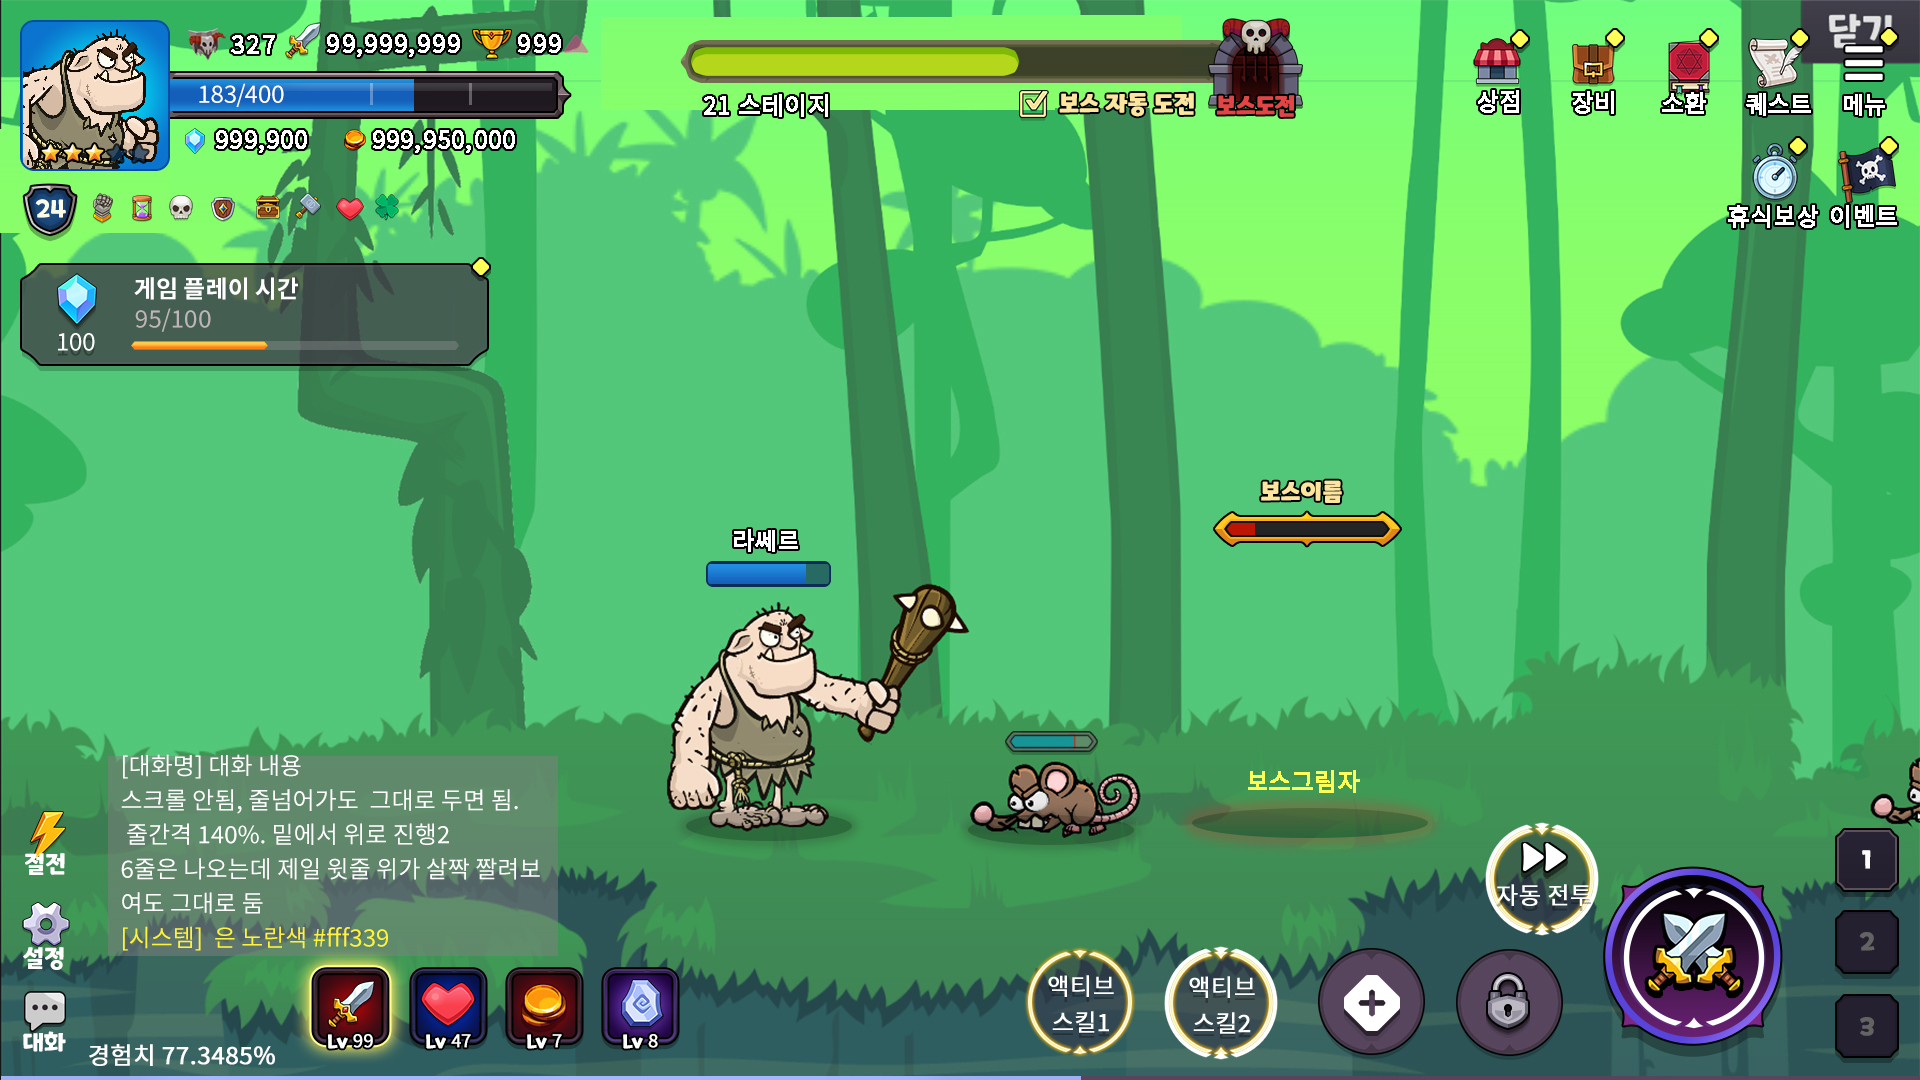 327 99,999,999 999
183/400
999,900 999,950,000
24
게임 플레이 시간
95/100
100
21 스테이지
보스 자동 도전
보스도전
닫기
상점 장비 소환 퀘스트 메뉴
휴식보상 이벤트
보스이름
라쎄르
보스그림자
[대화명] 대화 내용
스크롤 안됨, 줄넘어가도 그대로 두면 됨.
줄간격 140%. 밑에서 위로 진행2
6줄은 나오는데 제일 윗줄 위가 살짝 짤려보
여도 그대로 둠
[시스템] 은 노란색 #fff339
절전
설정
대화
경험치 77.3485%
Lv.99 Lv.47 Lv.7 Lv.8
액티브
스킬1
액티브
스킬2
자동 전투
1
2
3